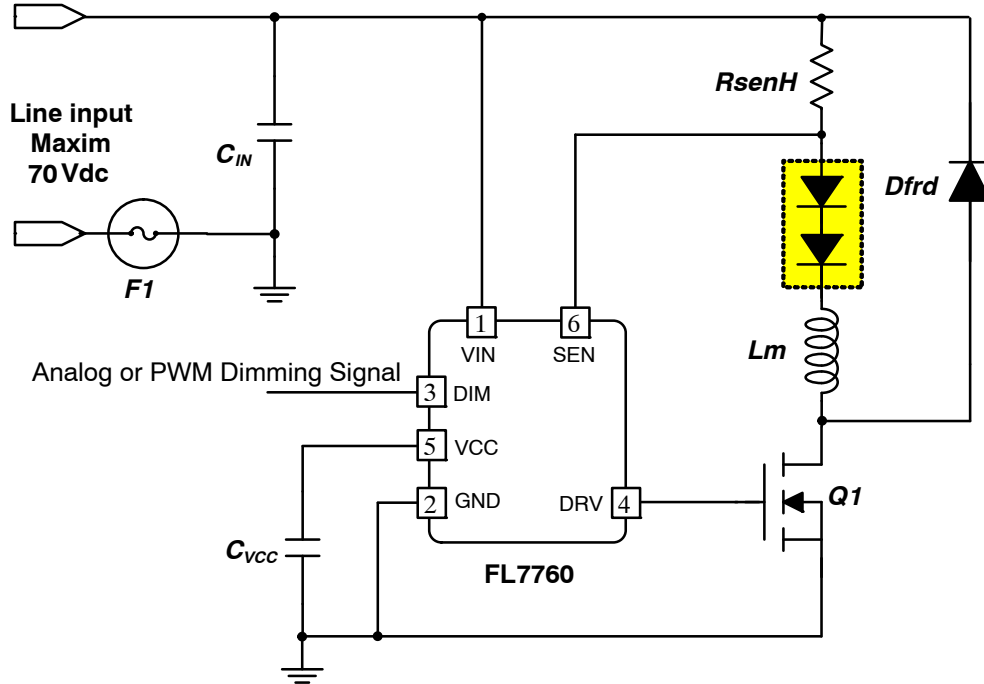 RsenH
Line input
Maxim
70 Vdc
C_IN
Dfrd
F1
1
6
VIN
SEN
Lm
Analog or PWM Dimming Signal
3
DIM
5
VCC
2
GND
DRV
4
Q1
C_VCC
FL7760